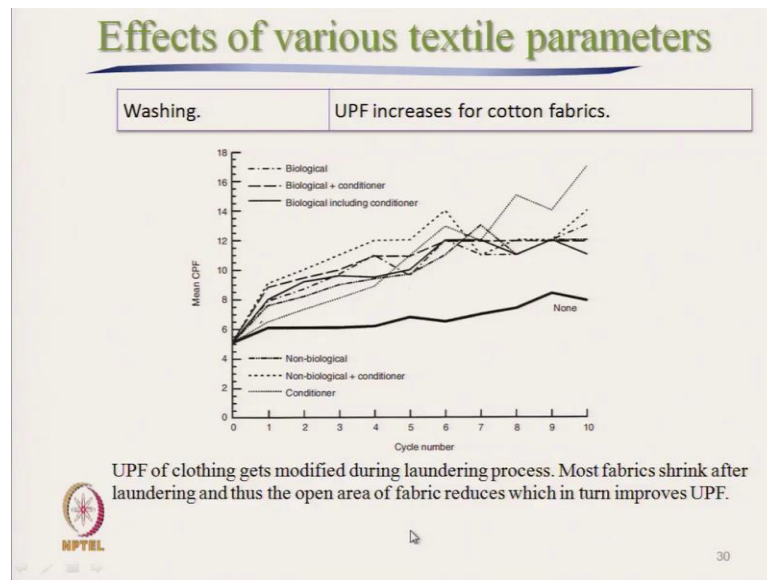 Effects of various textile parameters
Washing. UPF increases for cotton fabrics.
18
16
14
12
10
8
6
4
2
0
Mean CPF
Biological
Biological + conditioner
Biological including conditioner
None
Non-biological
Non-biological + conditioner
Conditioner
0 1 2 3 4 5 6 7 8 9 10
Cycle number
UPF of clothing gets modified during laundering process. Most fabrics shrink after
laundering and thus the open area of fabric reduces which in turn improves UPF.
NPTEL
30